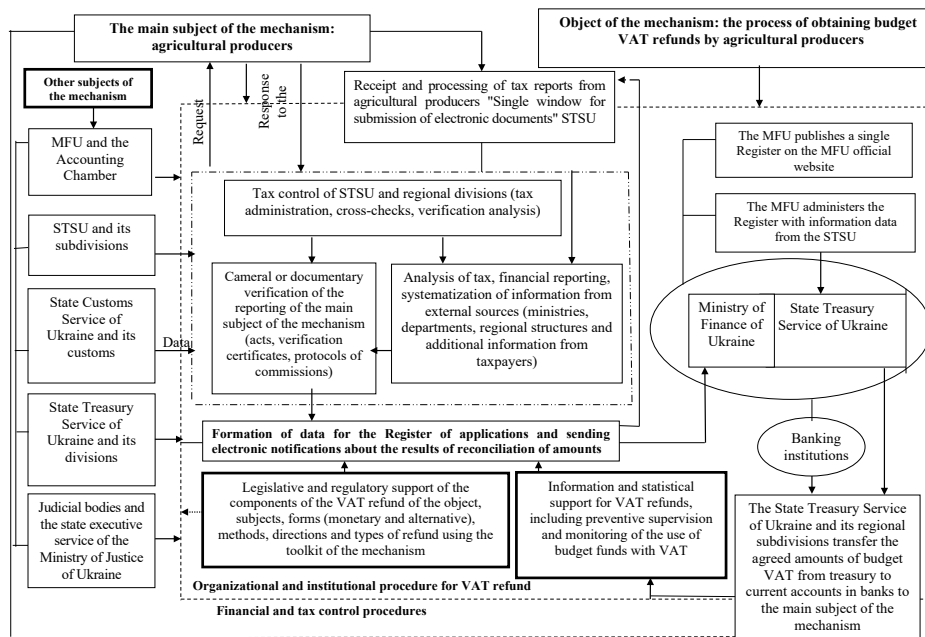 The main subject of the mechanism:
agricultural producers
Object of the mechanism: the process of obtaining budget
VAT refunds by agricultural producers
Other subjects
of the mechanism
Request
Response
to the
Receipt and processing of tax reports from
agricultural producers "Single window for
submission of electronic documents" STSU
MFU and the
Accounting
Chamber
STSU and its
subdivisions
State Customs
Service of
Ukraine and its
customs
Data
State Treasury
Service of
Ukraine and its
divisions
Judicial bodies and
the state executive
service of the
Ministry of Justice
of Ukraine
Tax control of STSU and regional divisions (tax
administration, cross-checks, verification analysis)
Cameral or documentary
verification of the
reporting of the main
subject of the mechanism
(acts, verification
certificates, protocols of
commissions)
Analysis of tax, financial reporting,
systematization of information from
external sources (ministries,
departments, regional structures and
additional information from
taxpayers)
Formation of data for the Register of applications and sending
electronic notifications about the results of reconciliation of amounts
Legislative and regulatory support of the
components of the VAT refund of the object,
subjects, forms (monetary and alternative),
methods, directions and types of refund using the
toolkit of the mechanism
Information and statistical
support for VAT refunds,
including preventive supervision
and monitoring of the use of
budget funds with VAT
Organizational and institutional procedure for VAT refund
Financial and tax control procedures
The MFU publishes a single
Register on the MFU official
website
The MFU administers the
Register with information data
from the STSU
Ministry of
Finance of
Ukraine
State Treasury
Service of Ukraine
Banking
institutions
The State Treasury Service
of Ukraine and its regional
subdivisions transfer the
agreed amounts of budget
VAT from treasury to
current accounts in banks to
the main subject of the
mechanism